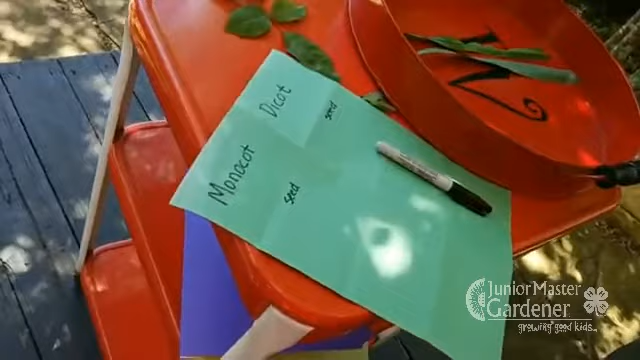 Dicot
seed
Monocot
seed
Junior Master
Gardener
growing good kids